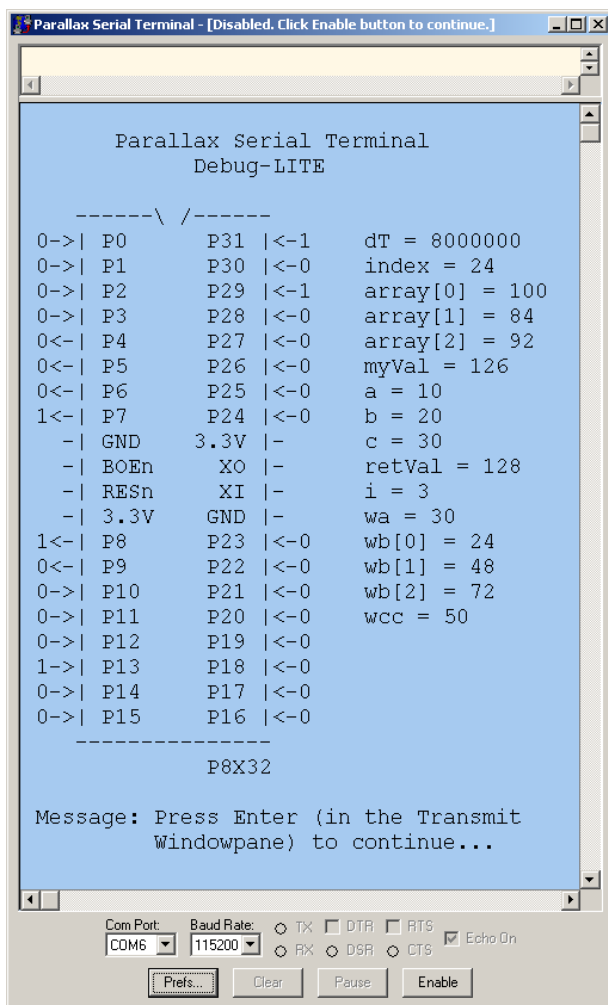 Parallax Serial Terminal - [Disabled. Click Enable button to continue.]
Parallax Serial Terminal
Debug-LITE
------\ /------
0->| P0 P31 |<-1 dT = 8000000
0->| P1 P30 |<-0 index = 24
0->| P2 P29 |<-1 array[0] = 100
0->| P3 P28 |<-0 array[1] = 84
0<-| P4 P27 |<-0 array[2] = 92
0<-| P5 P26 |<-0 myVal = 126
0<-| P6 P25 |<-0 a = 10
1<-| P7 P24 |<-0 b = 20
-| GND 3.3V |- c = 30
-| BOEn XO |- retVal = 128
-| RESn XI |- i = 3
-| 3.3V GND |- wa = 30
1<-| P8 P23 |<-0 wb[0] = 24
0<-| P9 P22 |<-0 wb[1] = 48
0->| P10 P21 |<-0 wb[2] = 72
0->| P11 P20 |<-0 wcc = 50
0->| P12 P19 |<-0
1->| P13 P18 |<-0
0->| P14 P17 |<-0
0->| P15 P16 |<-0
---------------
P8X32
Message: Press Enter (in the Transmit
Windowpane) to continue...
Com Port: Baud Rate: TX DTR RTS
COM6 115200 RX DSR CTS Echo On
Prefs... Clear Pause Enable